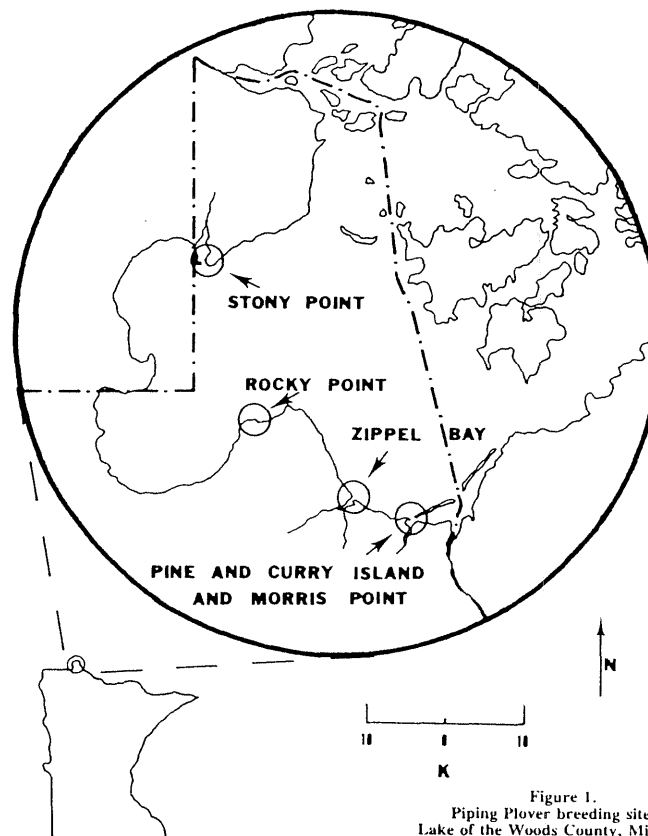 STONY POINT
ROCKY POINT
ZIPPEL BAY
PINE AND CURRY ISLAND
AND MORRIS POINT
N
10 0 10
K
Figure 1.
Piping Plover breeding site
Lake of the Woods County, Mi